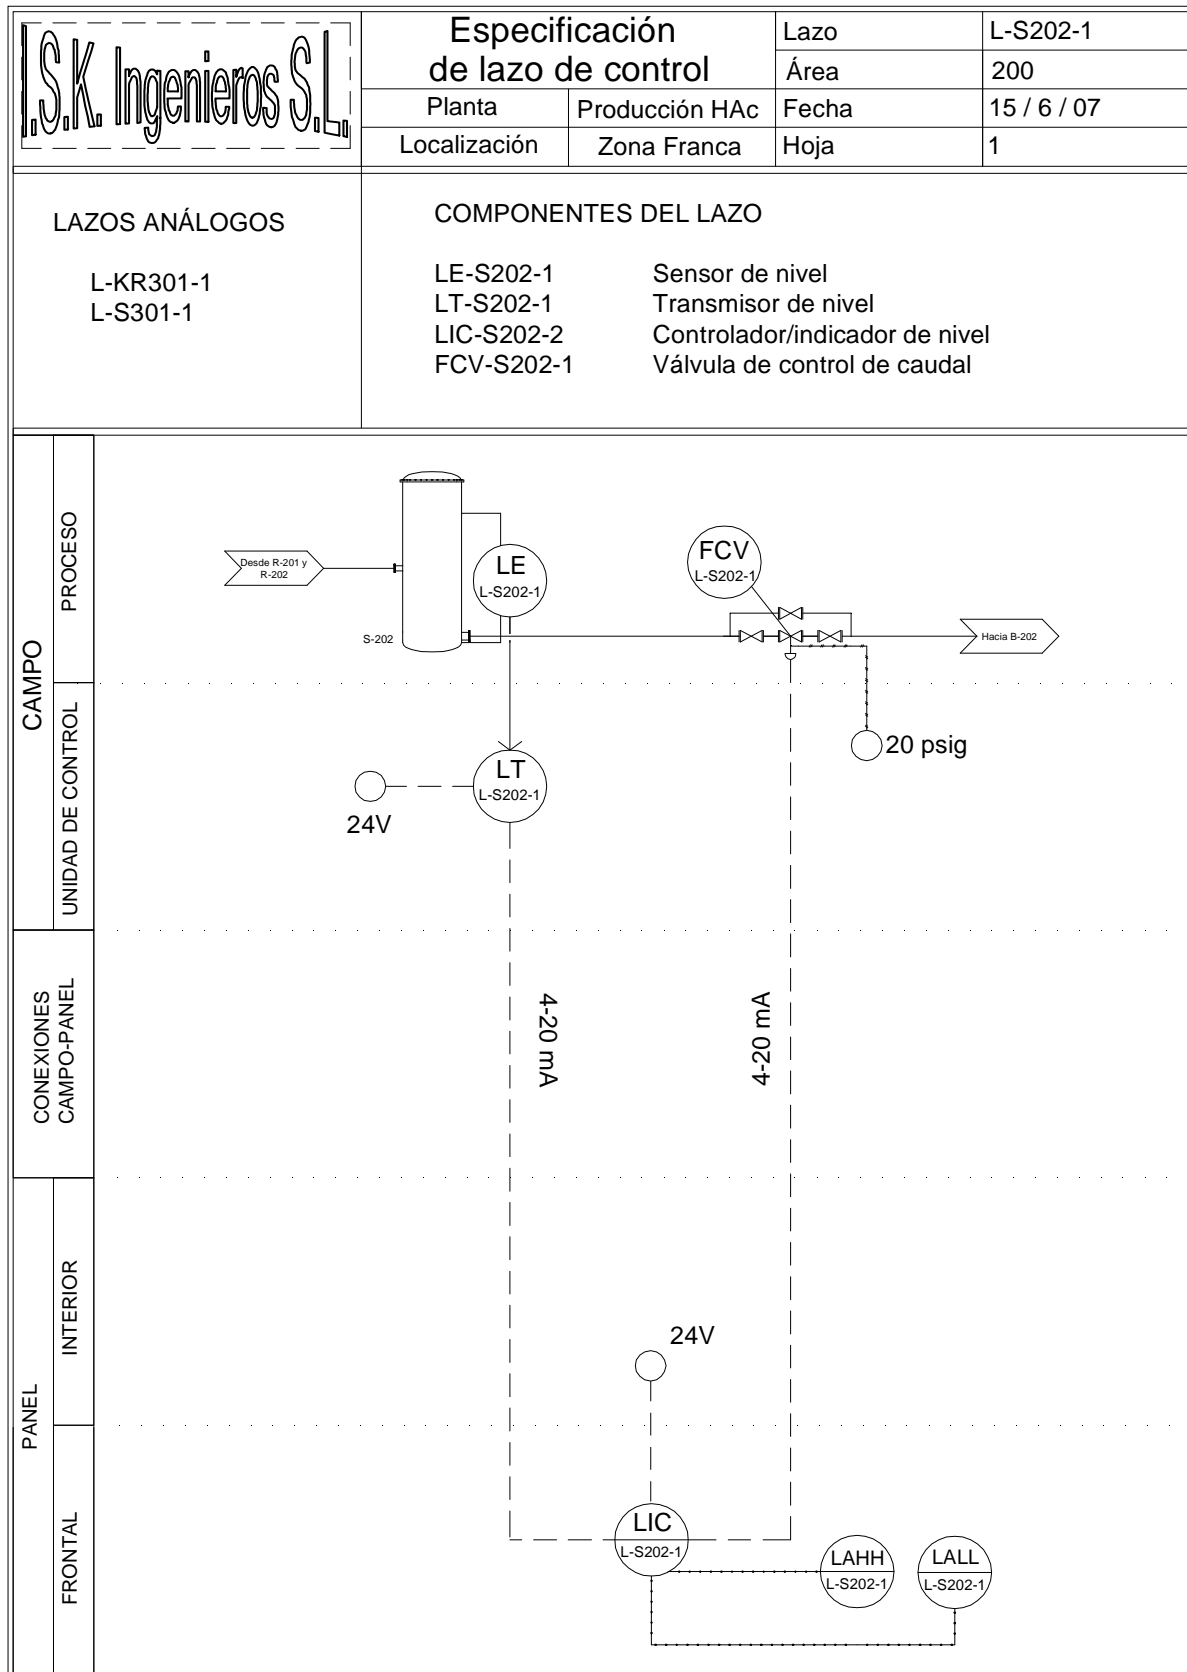 I.S.K. Ingenieros S.L.
Especificación
de lazo de control
Lazo
L-S202-1
Área
200
Planta
Producción HAc
Fecha
15 / 6 / 07
Localización
Zona Franca
Hoja
1
LAZOS ANÁLOGOS
L-KR301-1
L-S301-1
COMPONENTES DEL LAZO
LE-S202-1 Sensor de nivel
LT-S202-1 Transmisor de nivel
LIC-S202-2 Controlador/indicador de nivel
FCV-S202-1 Válvula de control de caudal
CAMPO
PROCESO
Desde R-201 y
R-202
S-202
LE
L-S202-1
FCV
L-S202-1
Hacia B-202
UNIDAD DE CONTROL
20 psig
LT
L-S202-1
24V
CONEXIONES
CAMPO-PANEL
4-20 mA
4-20 mA
PANEL
INTERIOR
24V
FRONTAL
LIC
L-S202-1
LAHH
L-S202-1
LALL
L-S202-1